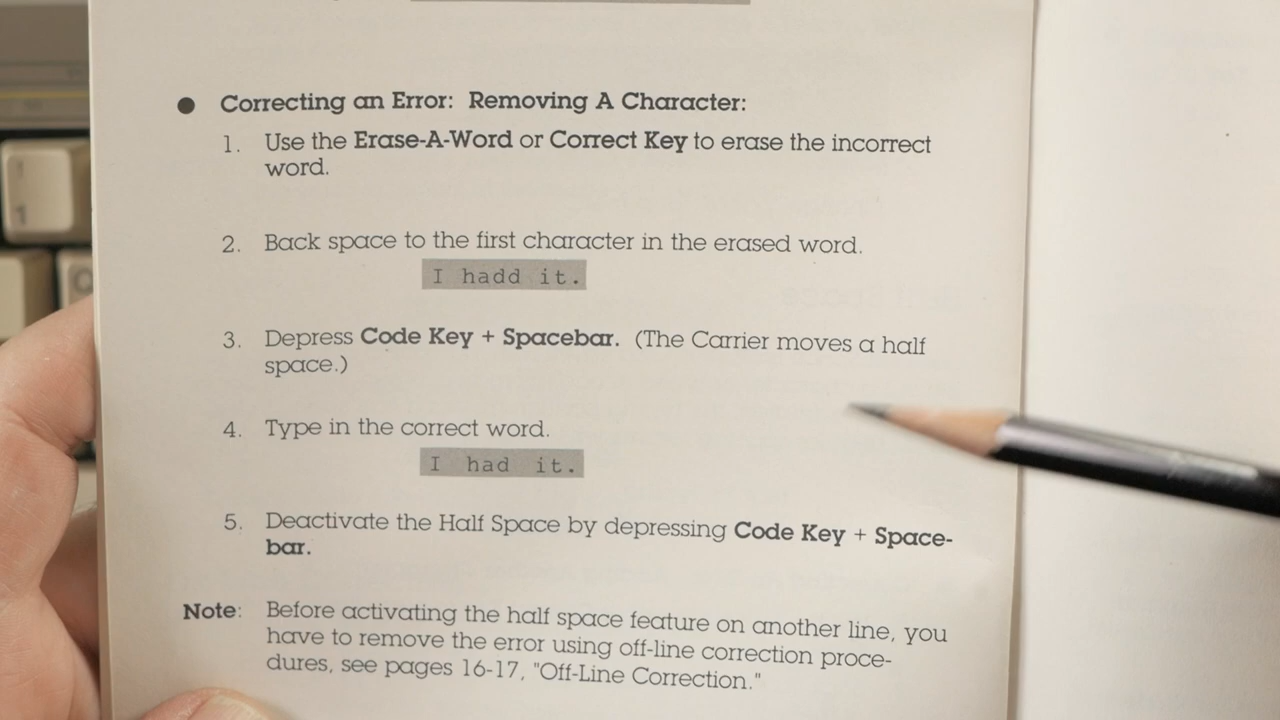 ● Correcting an Error: Removing A Character:
1. Use the Erase-A-Word or Correct Key to erase the incorrect
word.
2. Back space to the first character in the erased word.
I hadd it.
3. Depress Code Key + Spacebar. (The Carrier moves a half
space.)
4. Type in the correct word.
I had it.
5. Deactivate the Half Space by depressing Code Key + Space-
bar.
Note: Before activating the half space feature on another line, you
have to remove the error using off-line correction proce-
dures, see pages 16-17, "Off-Line Correction."